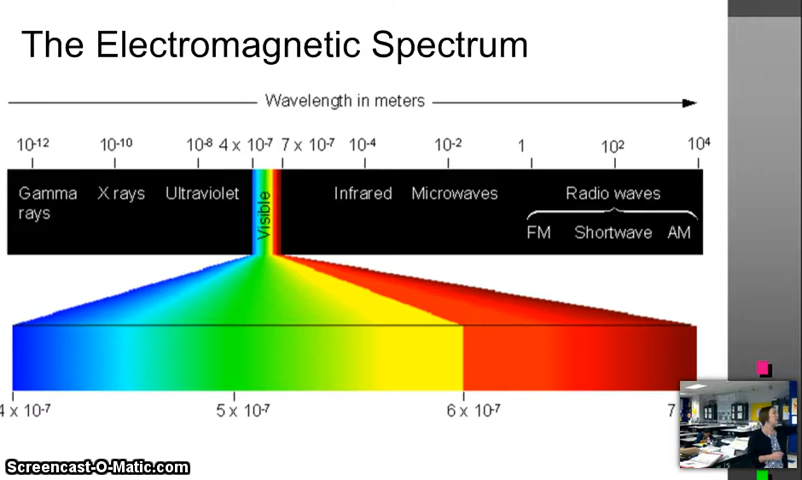 The Electromagnetic Spectrum
Wavelength in meters
10-12 10-10 10-8 4 x 10-7 7 x 10-7 10-4 10-2 1 10² 10⁴
Gamma rays X rays Ultraviolet Visible Infrared Microwaves Radio waves
FM Shortwave AM
4 x 10-7 5 x 10-7 6 x 10-7 7
Screencast-O-Matic.com